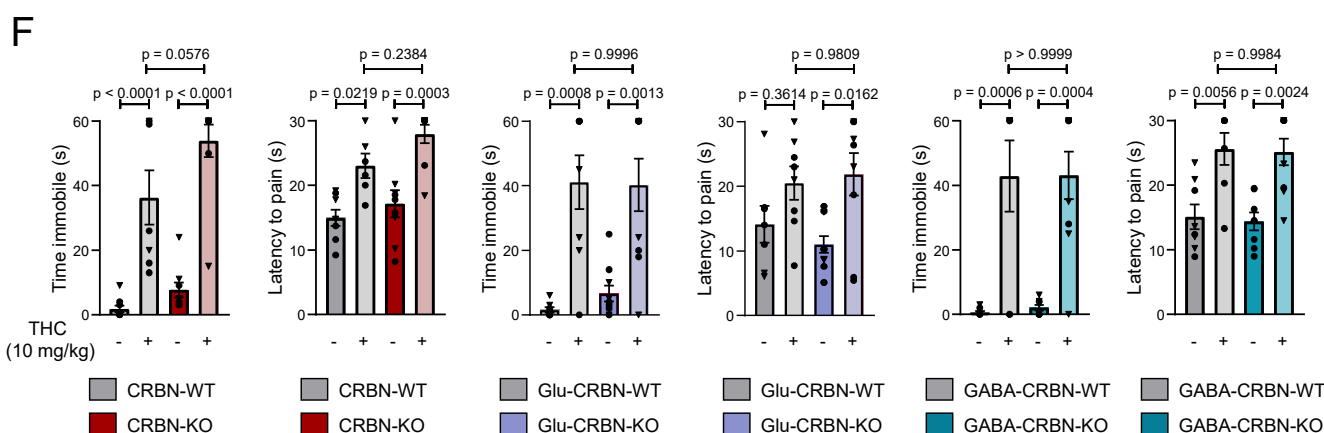 F
p = 0.0576
p < 0.0001 p < 0.0001
Time immobile (s)
60
40
20
0
p = 0.2384
p = 0.0219 p = 0.0003
Latency to pain (s)
30
20
10
0
p = 0.9996
p = 0.0008 p = 0.0013
Time immobile (s)
60
40
20
0
p = 0.9809
p = 0.3614 p = 0.0162
Latency to pain (s)
30
20
10
0
p > 0.9999
p = 0.0006 p = 0.0004
Time immobile (s)
60
40
20
0
p = 0.9984
p = 0.0056 p = 0.0024
Latency to pain (s)
30
20
10
0
THC
(10 mg/kg)
- + - +
- + - +
- + - +
- + - +
- + - +
- + - +
CRBN-WT
CRBN-KO
CRBN-WT
CRBN-KO
Glu-CRBN-WT
Glu-CRBN-KO
Glu-CRBN-WT
Glu-CRBN-KO
GABA-CRBN-WT
GABA-CRBN-KO
GABA-CRBN-WT
GABA-CRBN-KO